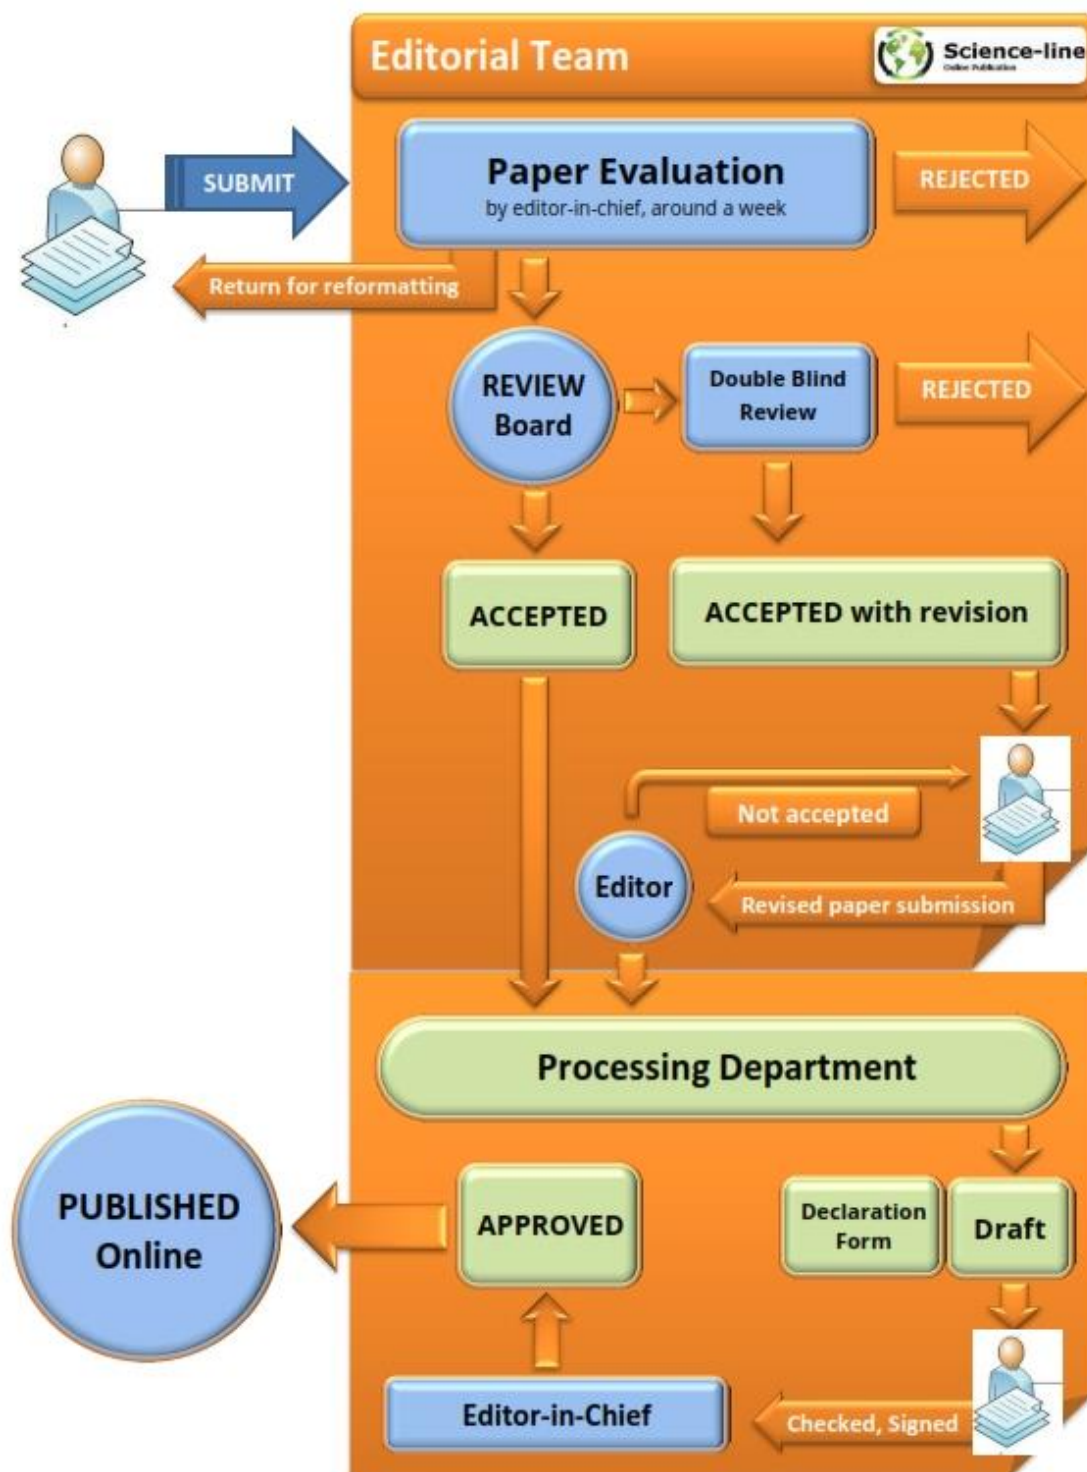 Editorial Team
Science-line
Online Publication
SUBMIT
Paper Evaluation
by editor-in-chief, around a week
REJECTED
Return for reformatting
REVIEW
Board
Double Blind
Review
REJECTED
ACCEPTED
ACCEPTED with revision
Not accepted
Editor
Revised paper submission
Processing Department
PUBLISHED
Online
APPROVED
Declaration
Form
Draft
Editor-in-Chief
Checked, Signed